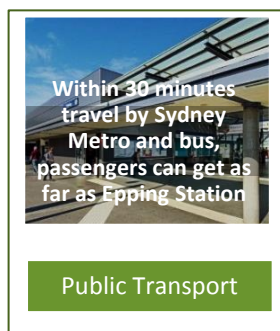 Within 30 minutes
travel by Sydney
Metro and bus,
passengers can get as
far as Epping Station
Public Transport